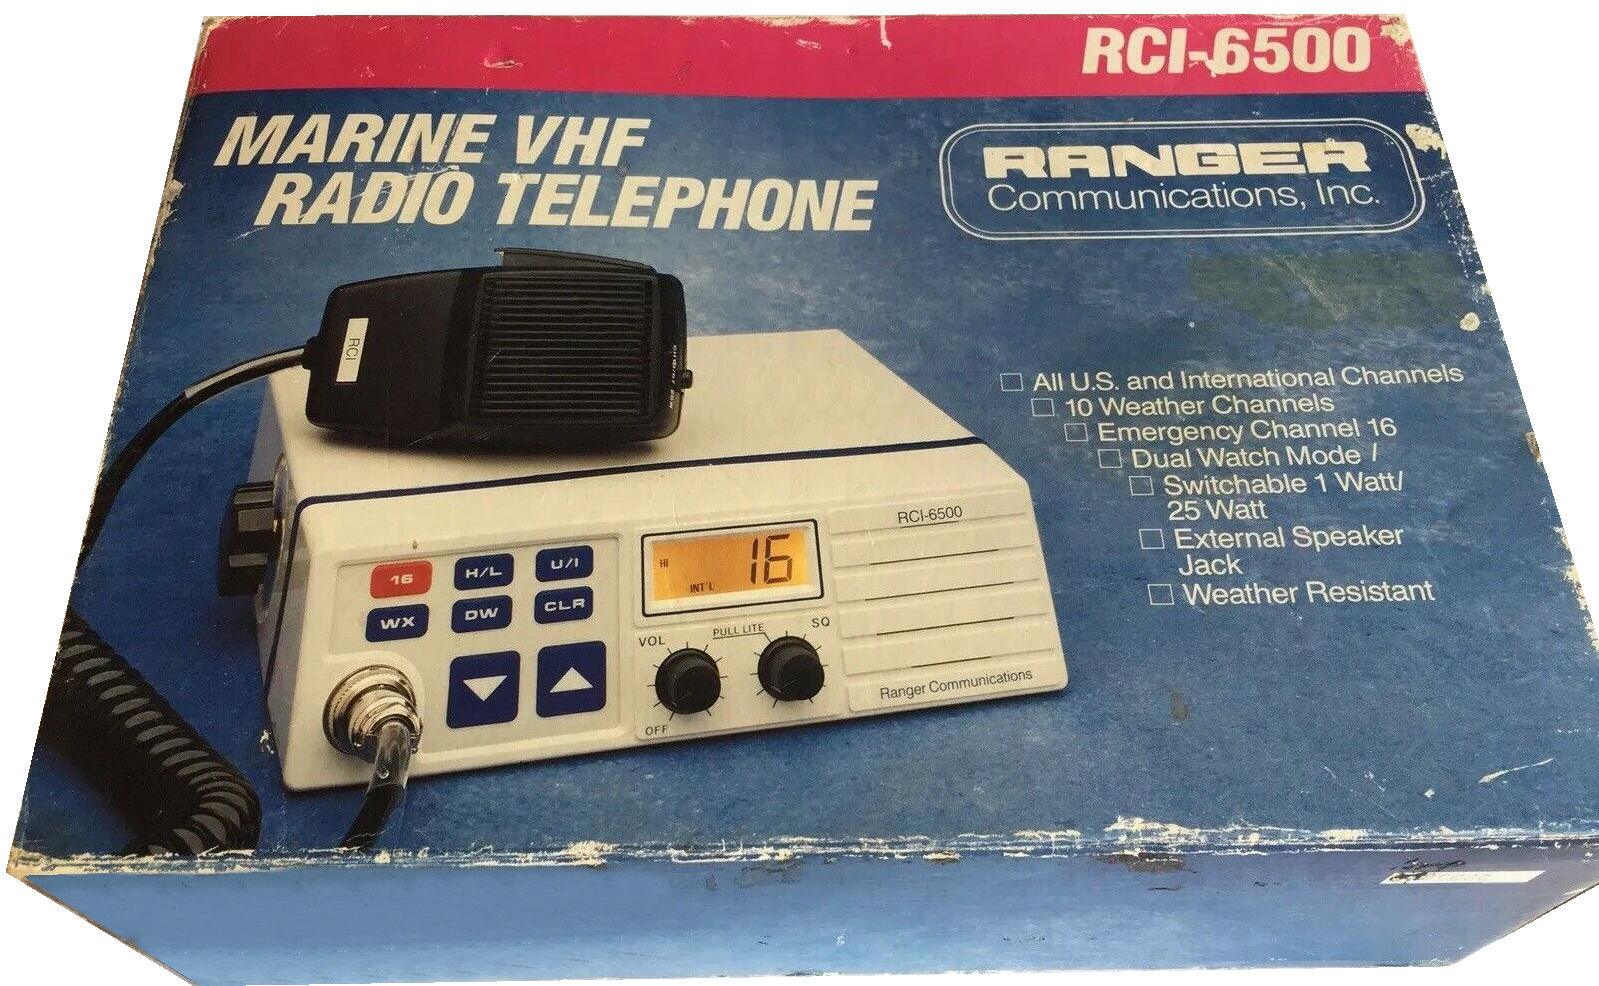 RCI-6500
MARINE VHF
RADIO TELEPHONE
RANGER
Communications, Inc.
□ All U.S. and International Channels
□ 10 Weather Channels
□ Emergency Channel 16
□ Dual Watch Mode /
□ Switchable 1 Watt/
25 Watt
□ External Speaker
Jack
□ Weather Resistant
RCI
RCI-6500
16 H/L U/I
WX DW CLR
HI 16
INT'L
VOL PULL LITE SQ
OFF
Ranger Communications